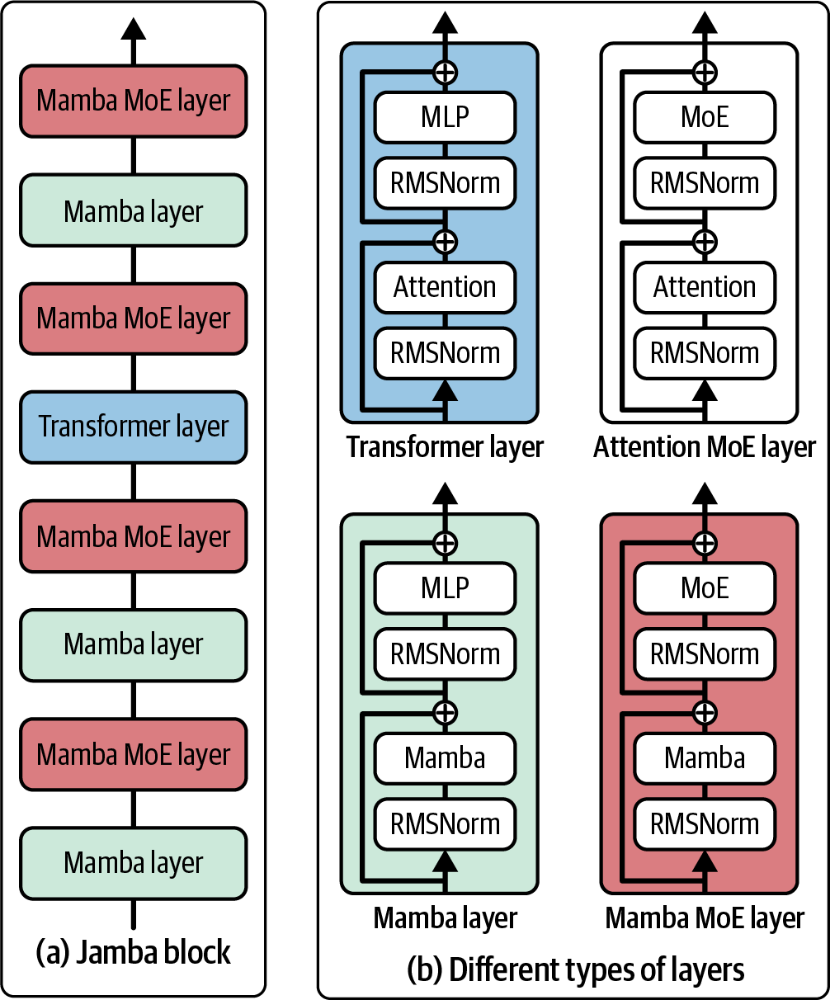 Mamba MoE layer
Mamba layer
Mamba MoE layer
Transformer layer
Mamba MoE layer
Mamba layer
Mamba MoE layer
Mamba layer
(a) Jamba block
MLP
RMSNorm
Attention
RMSNorm
Transformer layer
MoE
RMSNorm
Attention
RMSNorm
Attention MoE layer
MLP
RMSNorm
Mamba
RMSNorm
Mamba layer
MoE
RMSNorm
Mamba
RMSNorm
Mamba MoE layer
(b) Different types of layers